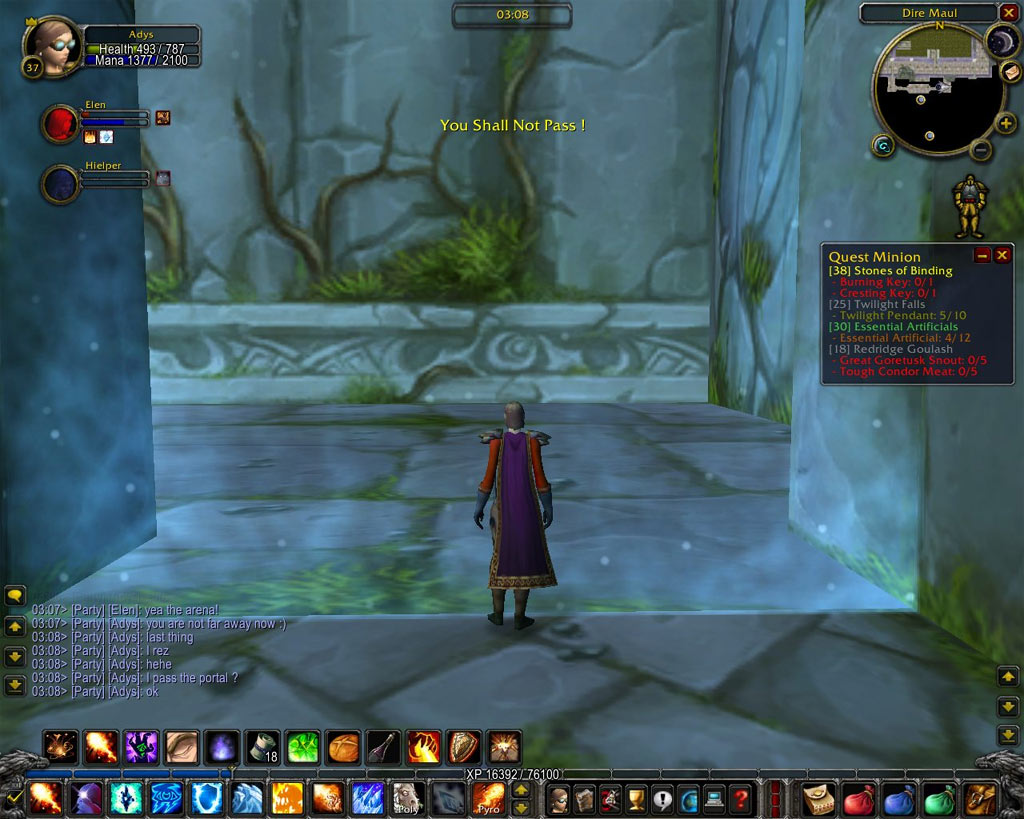 03:08
Dire Maul
N
Adys
Health 493 / 787
Mana 1377 / 2100
37
Elen
Hielper
You Shall Not Pass !
Quest Minion
[38] Stones of Binding
- Burning Key: 0/1
- Cresting Key: 0/1
[25] Twilight Falls
- Twilight Pendant: 5/10
[30] Essential Artificials
- Essential Artificial: 4/12
[18] Redridge Goulash
- Great Goretusk Snout: 0/5
- Tough Condor Meat: 0/5
03:07> [Party] [Elen]: yea the arena!
03:07> [Party] [Adys]: you are not far away now :)
03:08> [Party] [Adys]: last thing
03:08> [Party] [Adys]: I rez
03:08> [Party] [Adys]: hehe
03:08> [Party] [Adys]: I pass the portal ?
03:08> [Party] [Adys]: ok
18
XP 16392 / 76100
Poly
Pyro